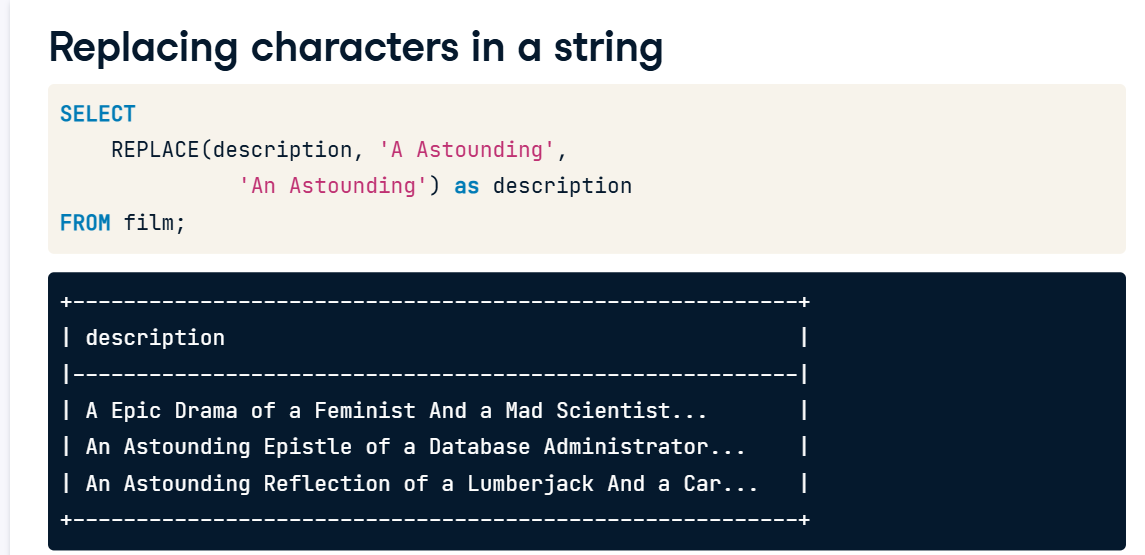 Replacing characters in a string
SELECT
    REPLACE(description, 'A Astounding',
              'An Astounding') as description
FROM film;
+---------------------------------------------------------+
| description                                             |
|---------------------------------------------------------|
| A Epic Drama of a Feminist And a Mad Scientist...       |
| An Astounding Epistle of a Database Administrator...    |
| An Astounding Reflection of a Lumberjack And a Car...   |
+---------------------------------------------------------+